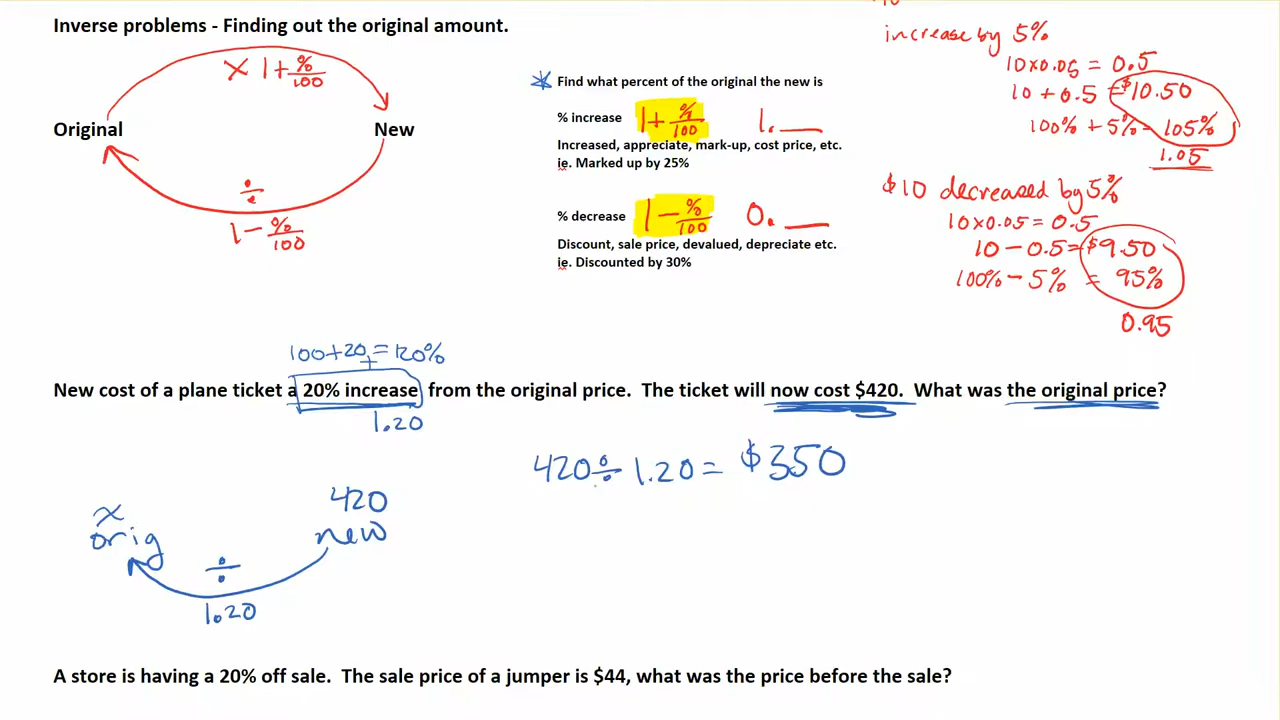 Inverse problems - Finding out the original amount.
× 1+%/100
Original
New
÷
1-%/100
Find what percent of the original the new is
% increase 1+%/100 1.__
Increased, appreciate, mark-up, cost price, etc.
ie. Marked up by 25%
% decrease 1-%/100 0.__
Discount, sale price, devalued, depreciate etc.
ie. Discounted by 30%
increase by 5%
10×0.05=0.5
10+0.5=$10.50
100%+5%=105%
1.05
$10 decreased by 5%
10×0.05=0.5
10-0.5=$9.50
100%-5%=95%
0.95
100+20=120%
+
New cost of a plane ticket a 20% increase from the original price. The ticket will now cost $420. What was the original price?
1.20
420÷1.20=$350
x
orig
420
new
÷
1.20
A store is having a 20% off sale. The sale price of a jumper is $44, what was the price before the sale?